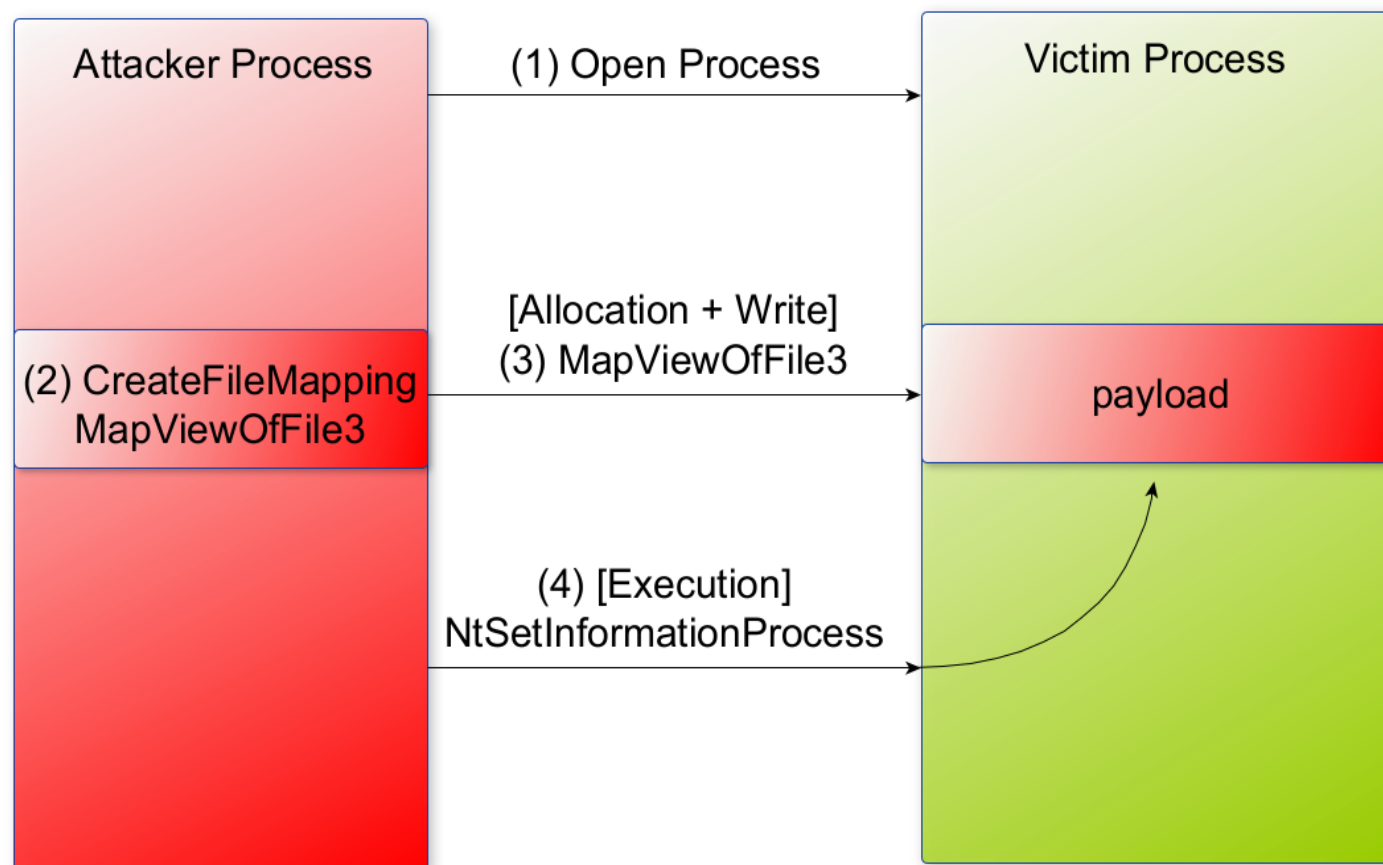 Attacker Process
(1) Open Process
Victim Process
[Allocation + Write]
(3) MapViewOfFile3
(2) CreateFileMapping
MapViewOfFile3
payload
(4) [Execution]
NtSetInformationProcess